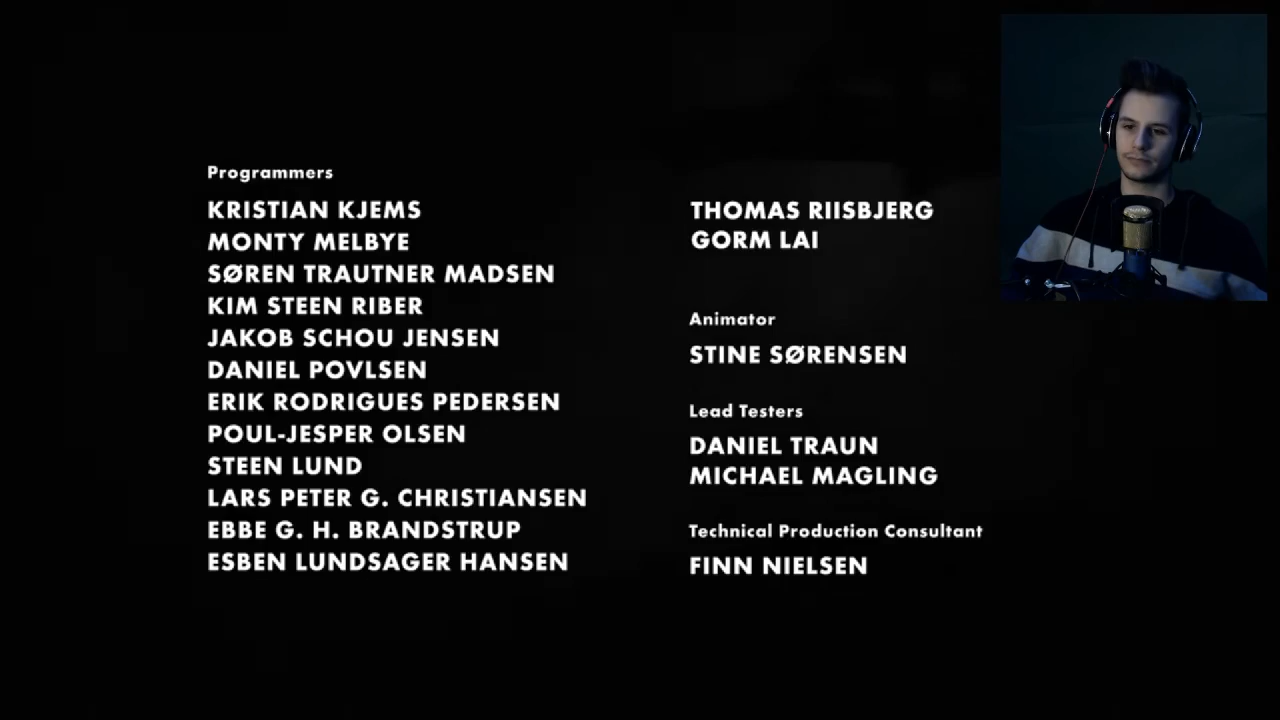 Programmers
KRISTIAN KJEMS
MONTY MELBYE
SØREN TRAUTNER MADSEN
KIM STEEN RIBER
JAKOB SCHOU JENSEN
DANIEL POVLSEN
ERIK RODRIGUES PEDERSEN
POUL-JESPER OLSEN
STEEN LUND
LARS PETER G. CHRISTIANSEN
EBBE G. H. BRANDSTRUP
ESBEN LUNDSAGER HANSEN
THOMAS RIISBJERG
GORM LAI
Animator
STINE SØRENSEN
Lead Testers
DANIEL TRAUN
MICHAEL MAGLING
Technical Production Consultant
FINN NIELSEN